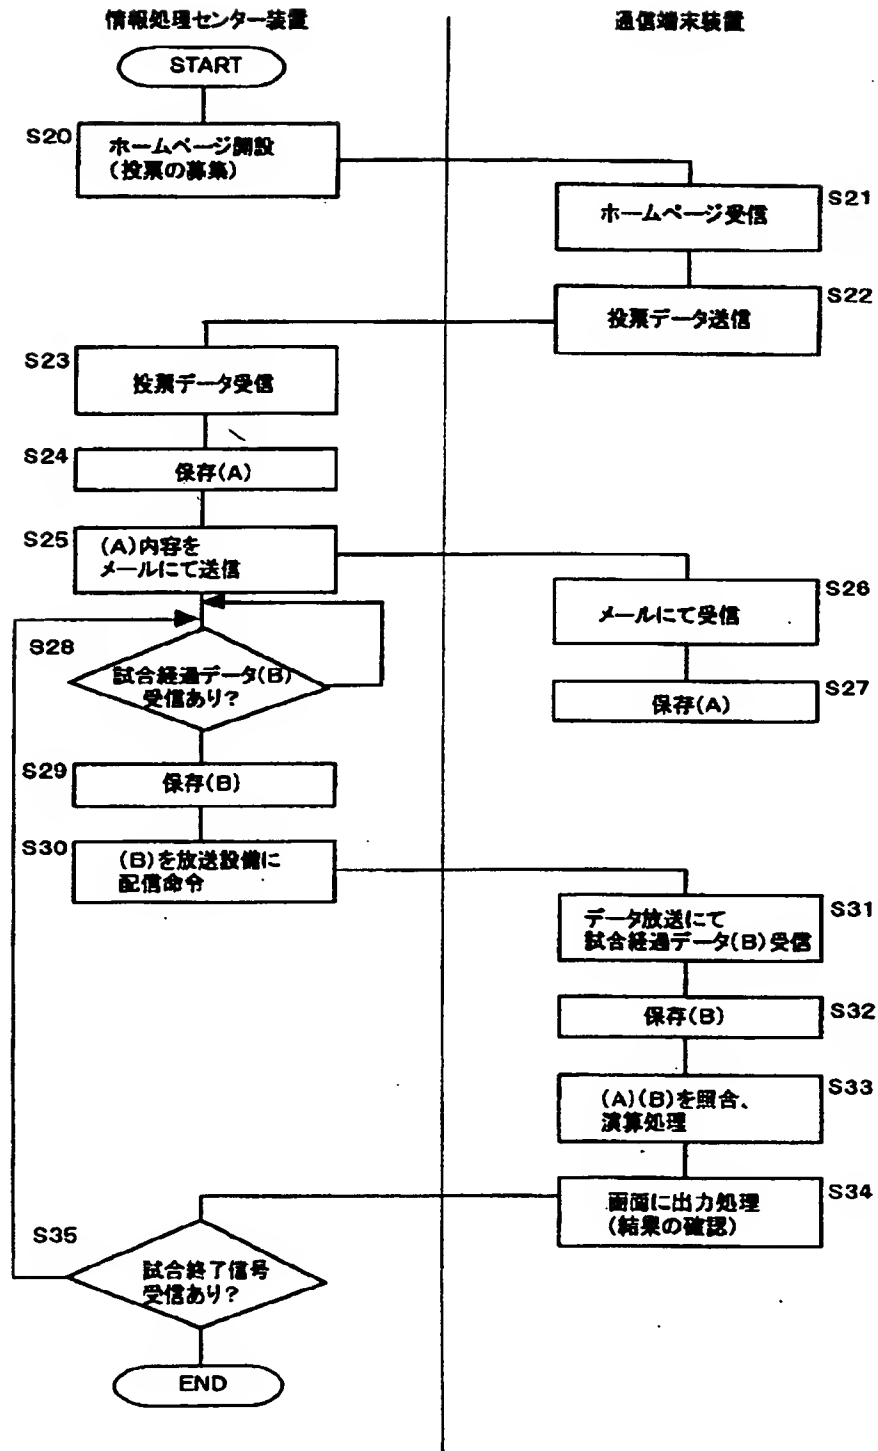 情報処理センター装置
通信端末装置
START
S20
ホームページ開設
(投票の募集)
S21
ホームページ受信
S22
投票データ送信
S23
投票データ受信
S24
保存(A)
S25
(A)内容を
メールにて送信
S26
メールにて受信
S27
保存(A)
S28
試合経過データ(B)
受信あり?
S29
保存(B)
S30
(B)を放送設備に
配信命令
S31
データ放送にて
試合経過データ(B)受信
S32
保存(B)
S33
(A)(B)を照合、
演算処理
S34
画面に出力処理
(結果の確認)
S35
試合終了信号
受信あり?
END